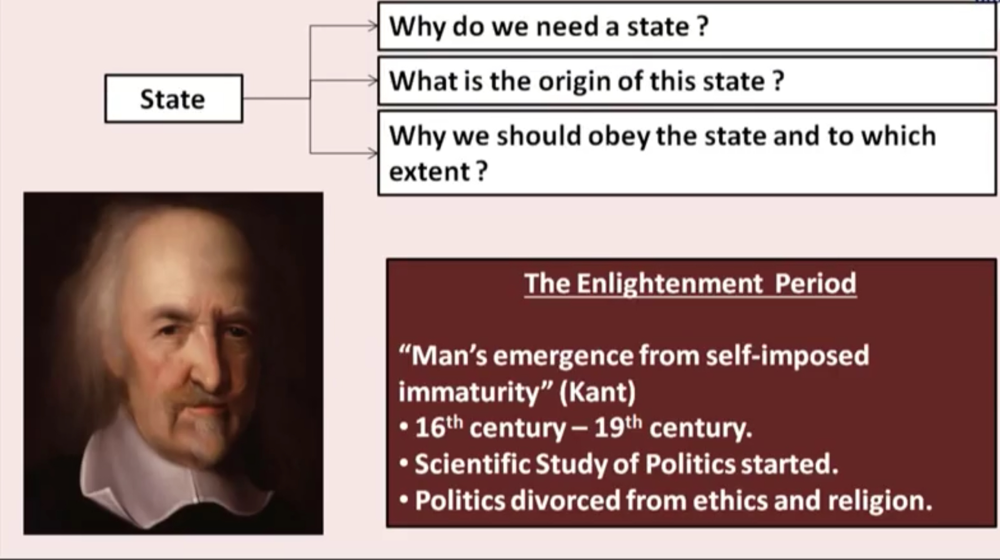 Why do we need a state ?
What is the origin of this state ?
State
Why we should obey the state and to which
extent ?
The Enlightenment Period
“Man’s emergence from self-imposed
immaturity” (Kant)
• 16th century – 19th century.
• Scientific Study of Politics started.
• Politics divorced from ethics and religion.